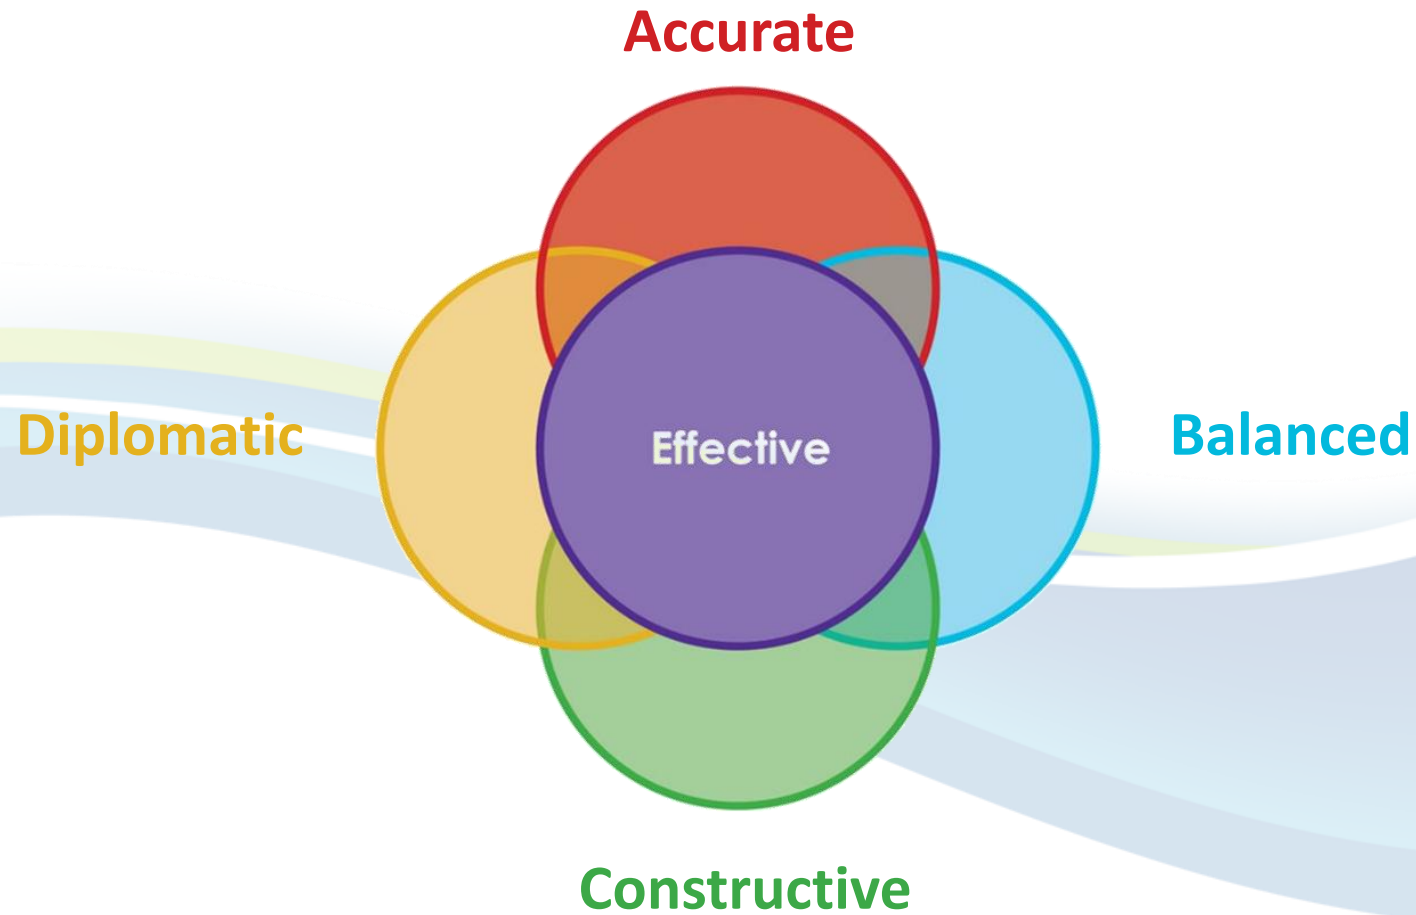 Accurate
Diplomatic
Effective
Balanced
Constructive